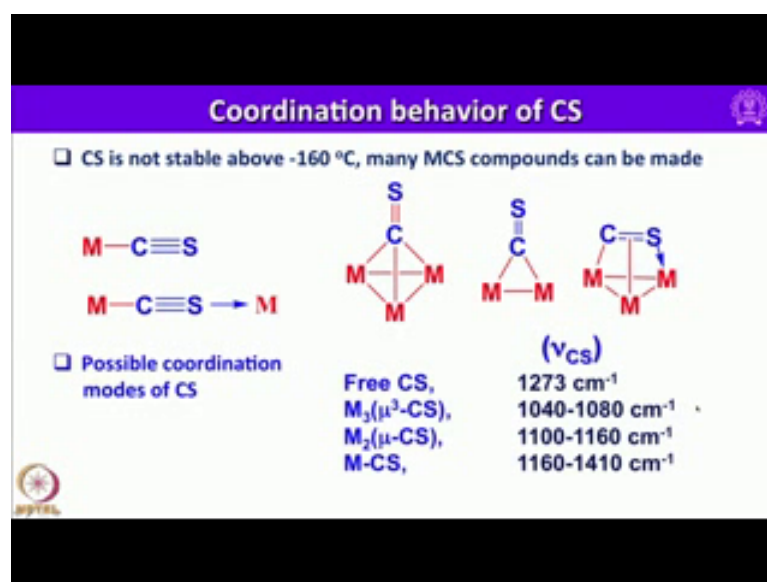 Coordination behavior of CS
❑ CS is not stable above -160 ºC, many MCS compounds can be made
M—C≡S
M—C≡S→M
S
C
M M
M
S
C
M—M
C S
M M
M
❑ Possible coordination
modes of CS
(νCS)
Free CS, 1273 cm⁻¹
M₃(μ³-CS), 1040-1080 cm⁻¹
M₂(μ-CS), 1100-1160 cm⁻¹
M-CS, 1160-1410 cm⁻¹
NPTEL